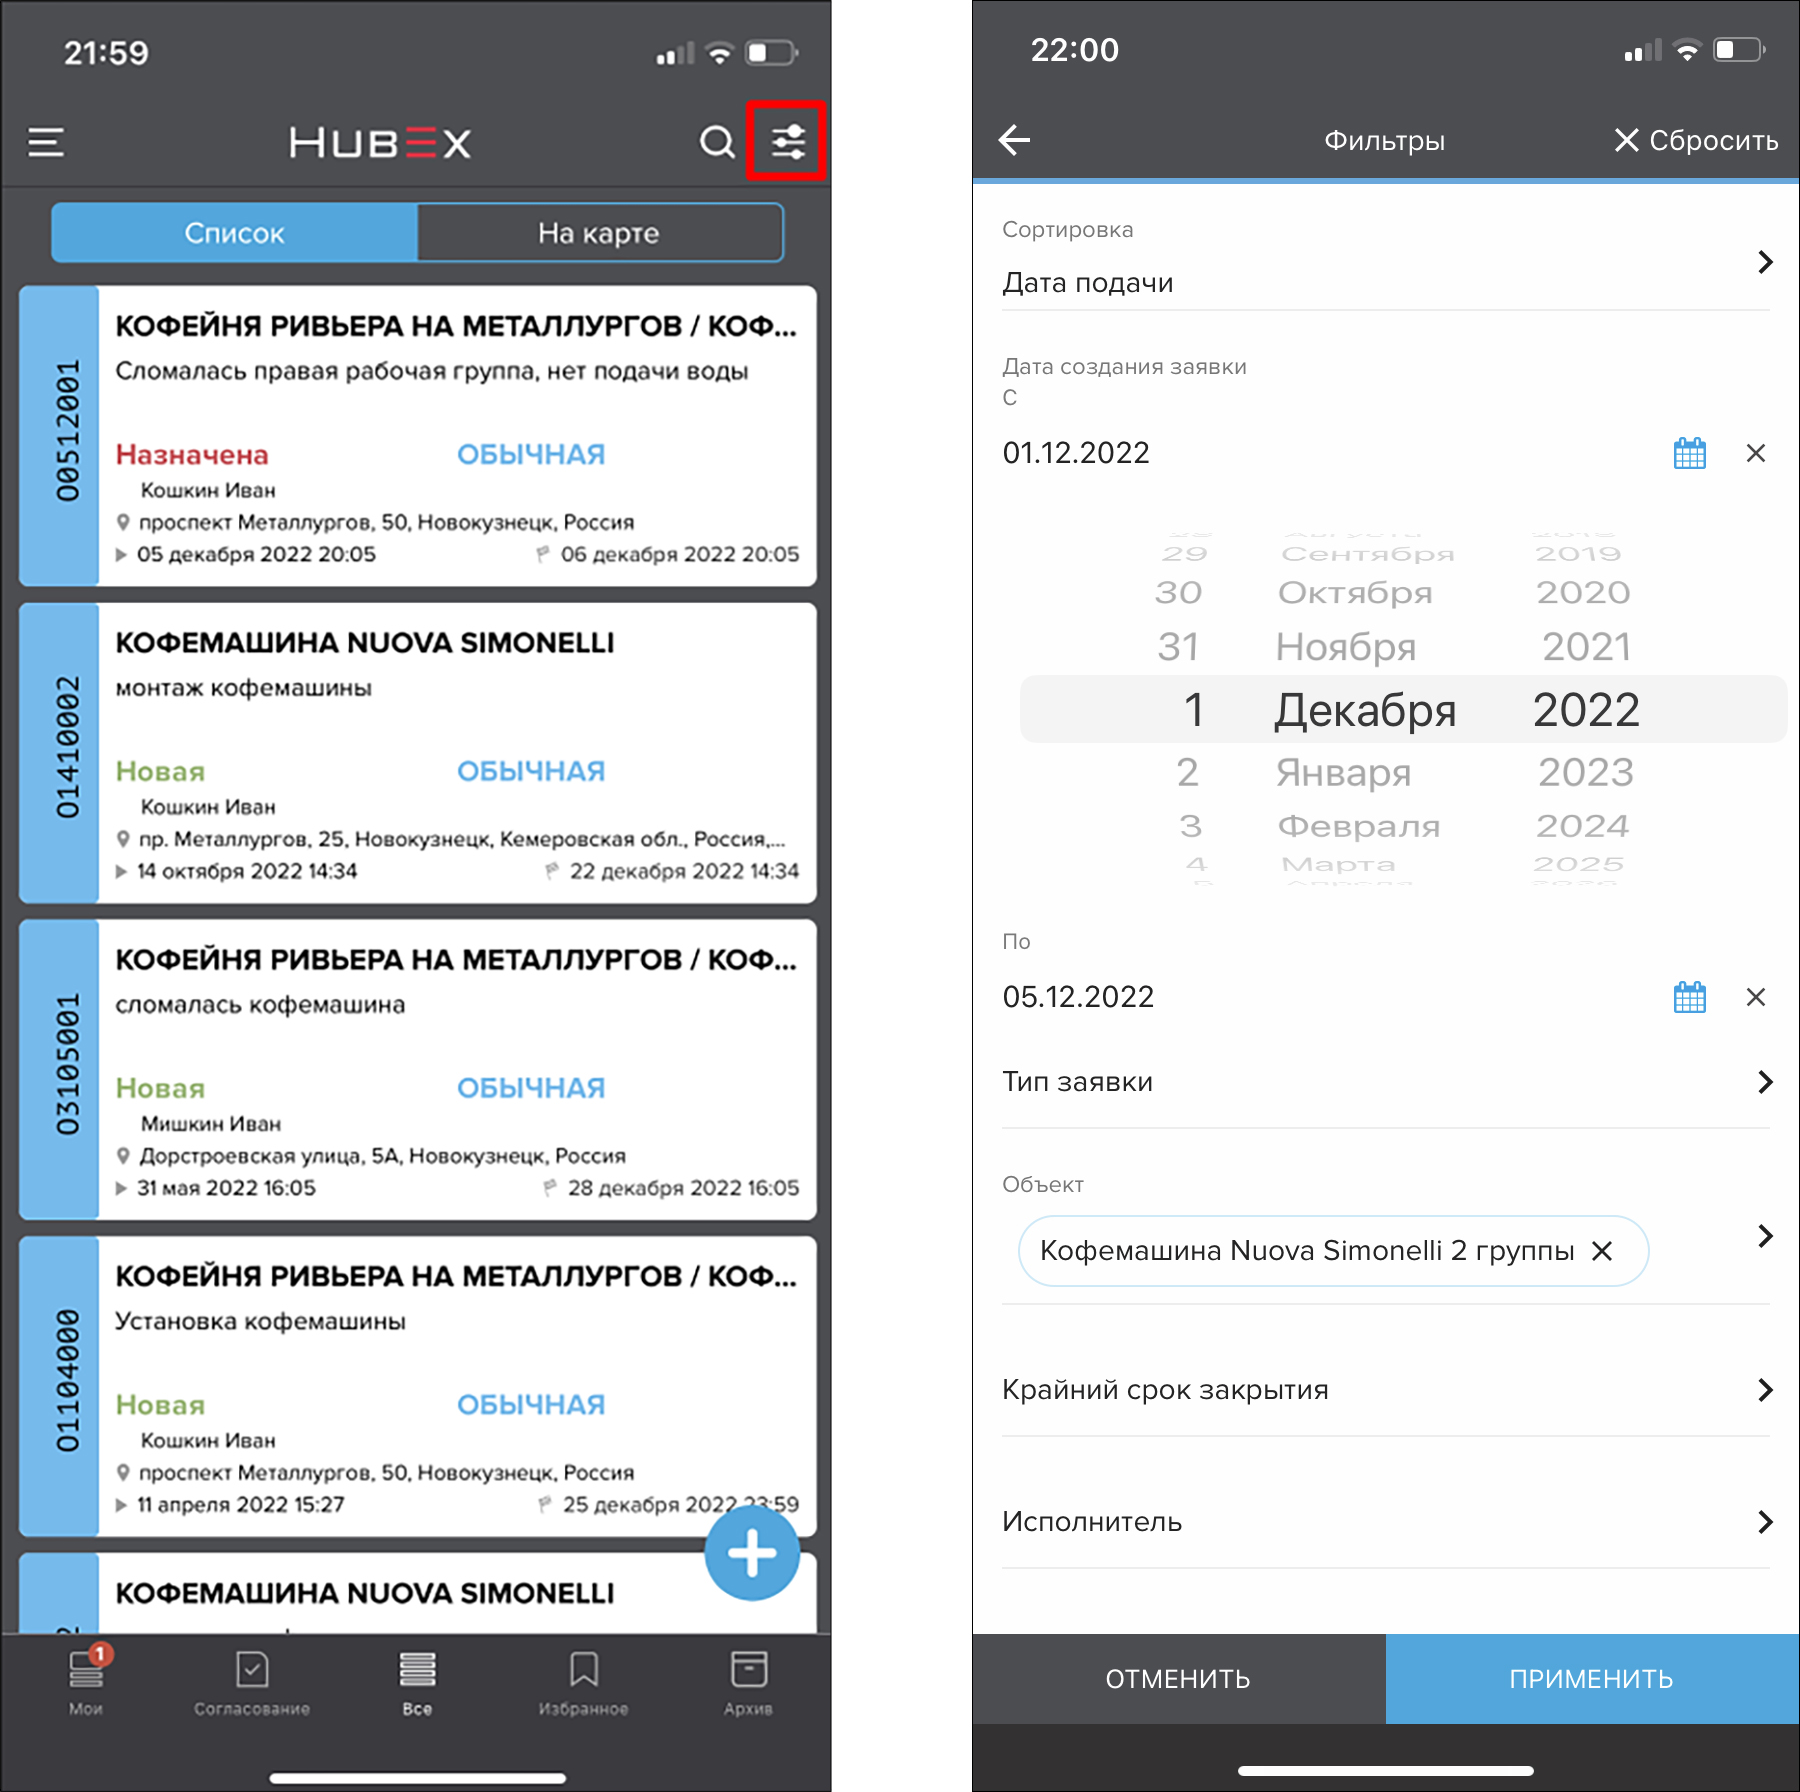 21:59
HUBEX
Список
На карте
КОФЕЙНЯ РИВЬЕРА НА МЕТАЛЛУРГОВ / КОФ...
Сломалась правая рабочая группа, нет подачи воды
O0512001
Назначена
ОБЫЧНАЯ
Кошкин Иван
проспект Металлургов, 50, Новокузнецк, Россия
05 декабря 2022 20:05
06 декабря 2022 20:05
КОФЕМАШИНА NUOVA SIMONELLI
монтаж кофемашины
O1410002
Новая
ОБЫЧНАЯ
Кошкин Иван
пр. Металлургов, 25, Новокузнецк, Кемеровская обл., Россия,...
14 октября 2022 14:34
22 декабря 2022 14:34
КОФЕЙНЯ РИВЬЕРА НА МЕТАЛЛУРГОВ / КОФ...
сломалась кофемашина
O3105001
Новая
ОБЫЧНАЯ
Мишкин Иван
Дорстроевская улица, 5А, Новокузнецк, Россия
31 мая 2022 16:05
28 декабря 2022 16:05
КОФЕЙНЯ РИВЬЕРА НА МЕТАЛЛУРГОВ / КОФ...
Установка кофемашины
O1104000
Новая
ОБЫЧНАЯ
Кошкин Иван
проспект Металлургов, 50, Новокузнецк, Россия
11 апреля 2022 15:27
25 декабря 2022 23:59
КОФЕМАШИНА NUOVA SIMONELLI
1
Мои
Согласование
Все
Избранное
Архив
22:00
Фильтры
Сбросить
Сортировка
Дата подачи
Дата создания заявки
С
01.12.2022
29 Сентября 2019
30 Октября 2020
31 Ноября 2021
1 Декабря 2022
2 Января 2023
3 Февраля 2024
4 Марта 2025
По
05.12.2022
Тип заявки
Объект
Кофемашина Nuova Simonelli 2 группы
Крайний срок закрытия
Исполнитель
ОТМЕНИТЬ
ПРИМЕНИТЬ